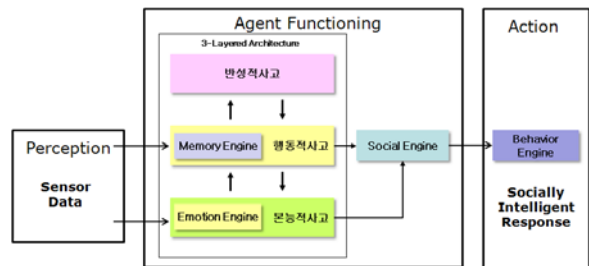 Agent Functioning
Action
3-Layered Architecture
반성적사고
Perception
Sensor
Data
Memory Engine
행동적사고
Social Engine
Behavior
Engine
Emotion Engine
본능적사고
Socially
Intelligent
Response